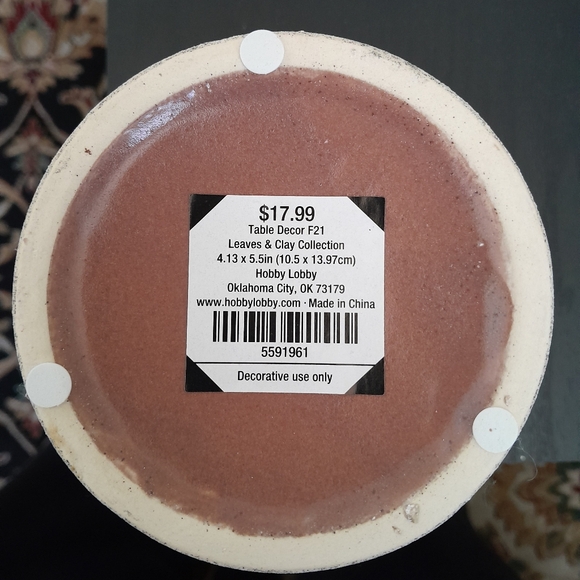 $17.99
Table Decor F21
Leaves & Clay Collection
4.13 x 5.5in (10.5 x 13.97cm)
Hobby Lobby
Oklahoma City, OK 73179
www.hobbylobby.com · Made in China
5591961
Decorative use only